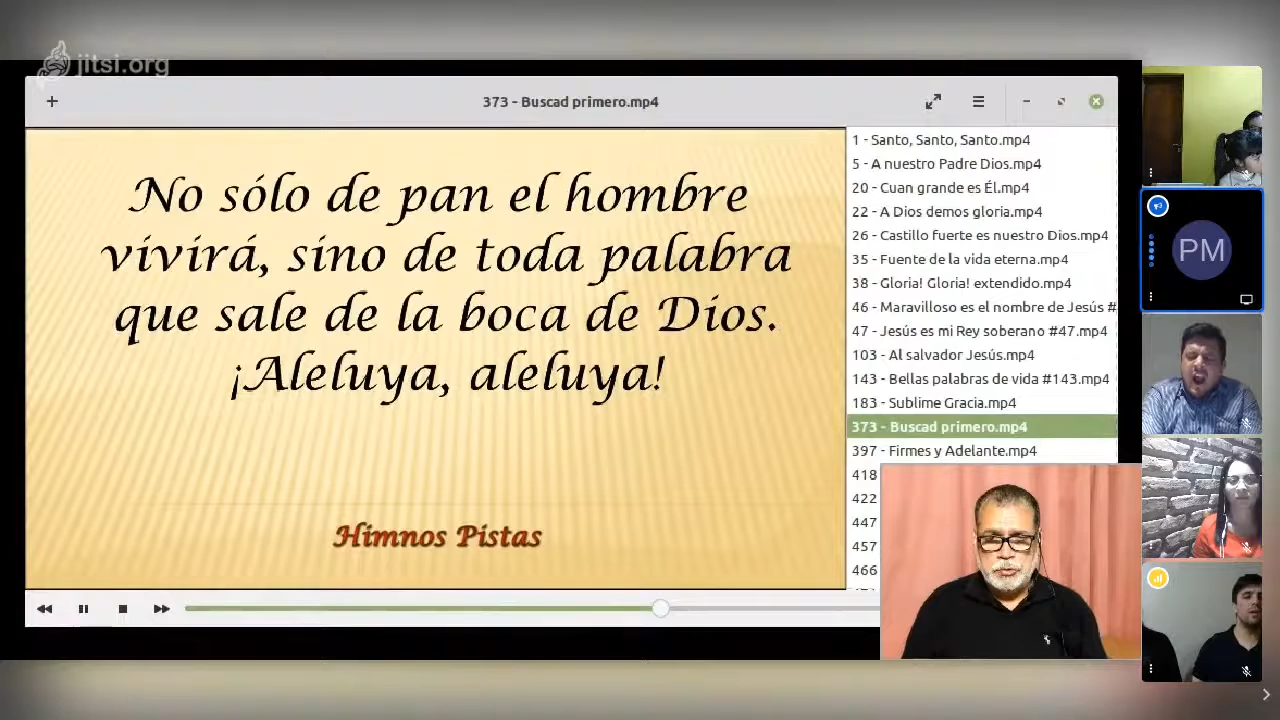 jitsi.org
373 - Buscad primero.mp4
No sólo de pan el hombre
vivirá, sino de toda palabra
que sale de la boca de Dios.
¡Aleluya, aleluya!
Himnos Pistas
1 - Santo, Santo, Santo.mp4
5 - A nuestro Padre Dios.mp4
20 - Cuan grande es Él.mp4
22 - A Dios demos gloria.mp4
26 - Castillo fuerte es nuestro Dios.mp4
35 - Fuente de la vida eterna.mp4
38 - Gloria! Gloria! extendido.mp4
46 - Maravilloso es el nombre de Jesús #
47 - Jesús es mi Rey soberano #47.mp4
103 - Al salvador Jesús.mp4
143 - Bellas palabras de vida #143.mp4
183 - Sublime Gracia.mp4
373 - Buscad primero.mp4
397 - Firmes y Adelante.mp4
418
422
447
457
466
PM